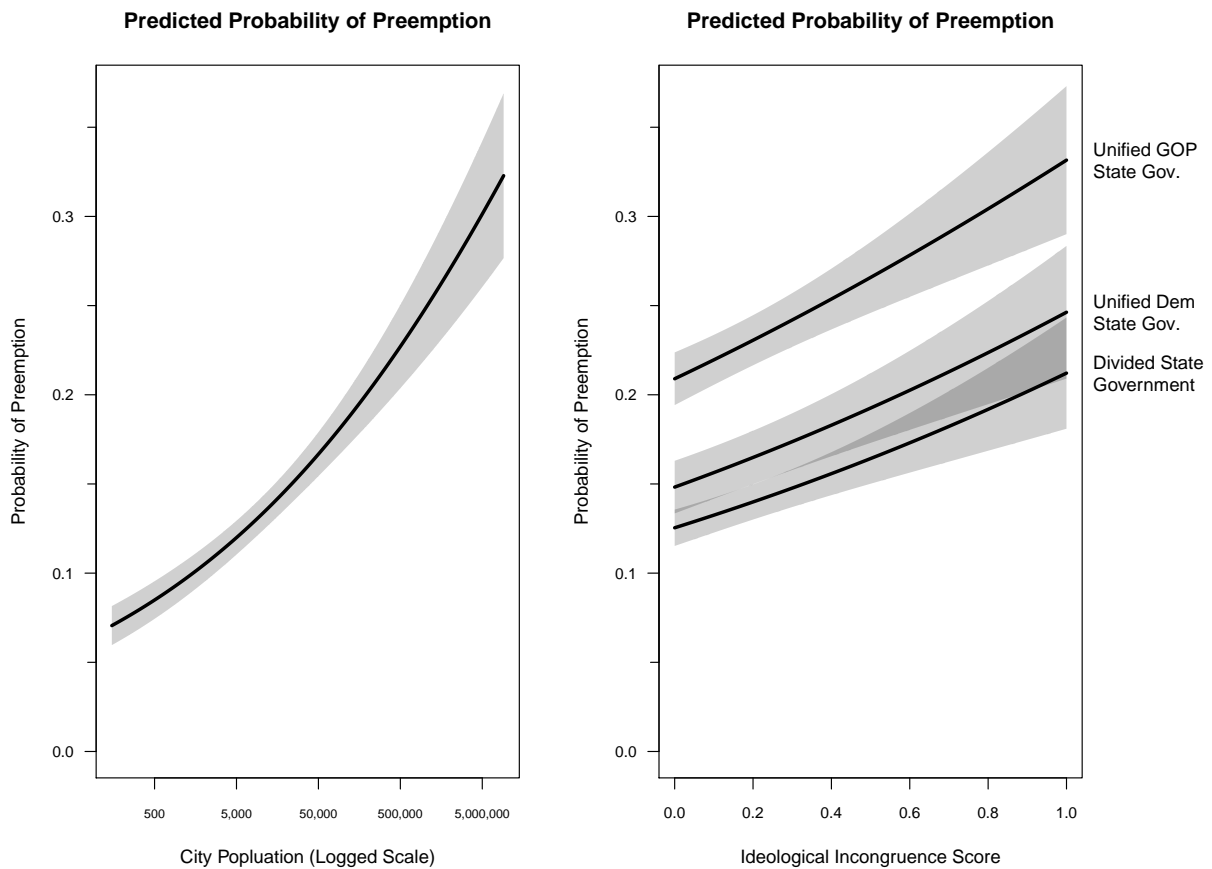 Predicted Probability of Preemption
Probability of Preemption
0.3
0.2
0.1
0.0
500
5,000
50,000
500,000
5,000,000
City Popluation (Logged Scale)
Predicted Probability of Preemption
Probability of Preemption
0.3
0.2
0.1
0.0
0.0
0.2
0.4
0.6
0.8
1.0
Ideological Incongruence Score
Unified GOP
State Gov.
Unified Dem
State Gov.
Divided State
Government